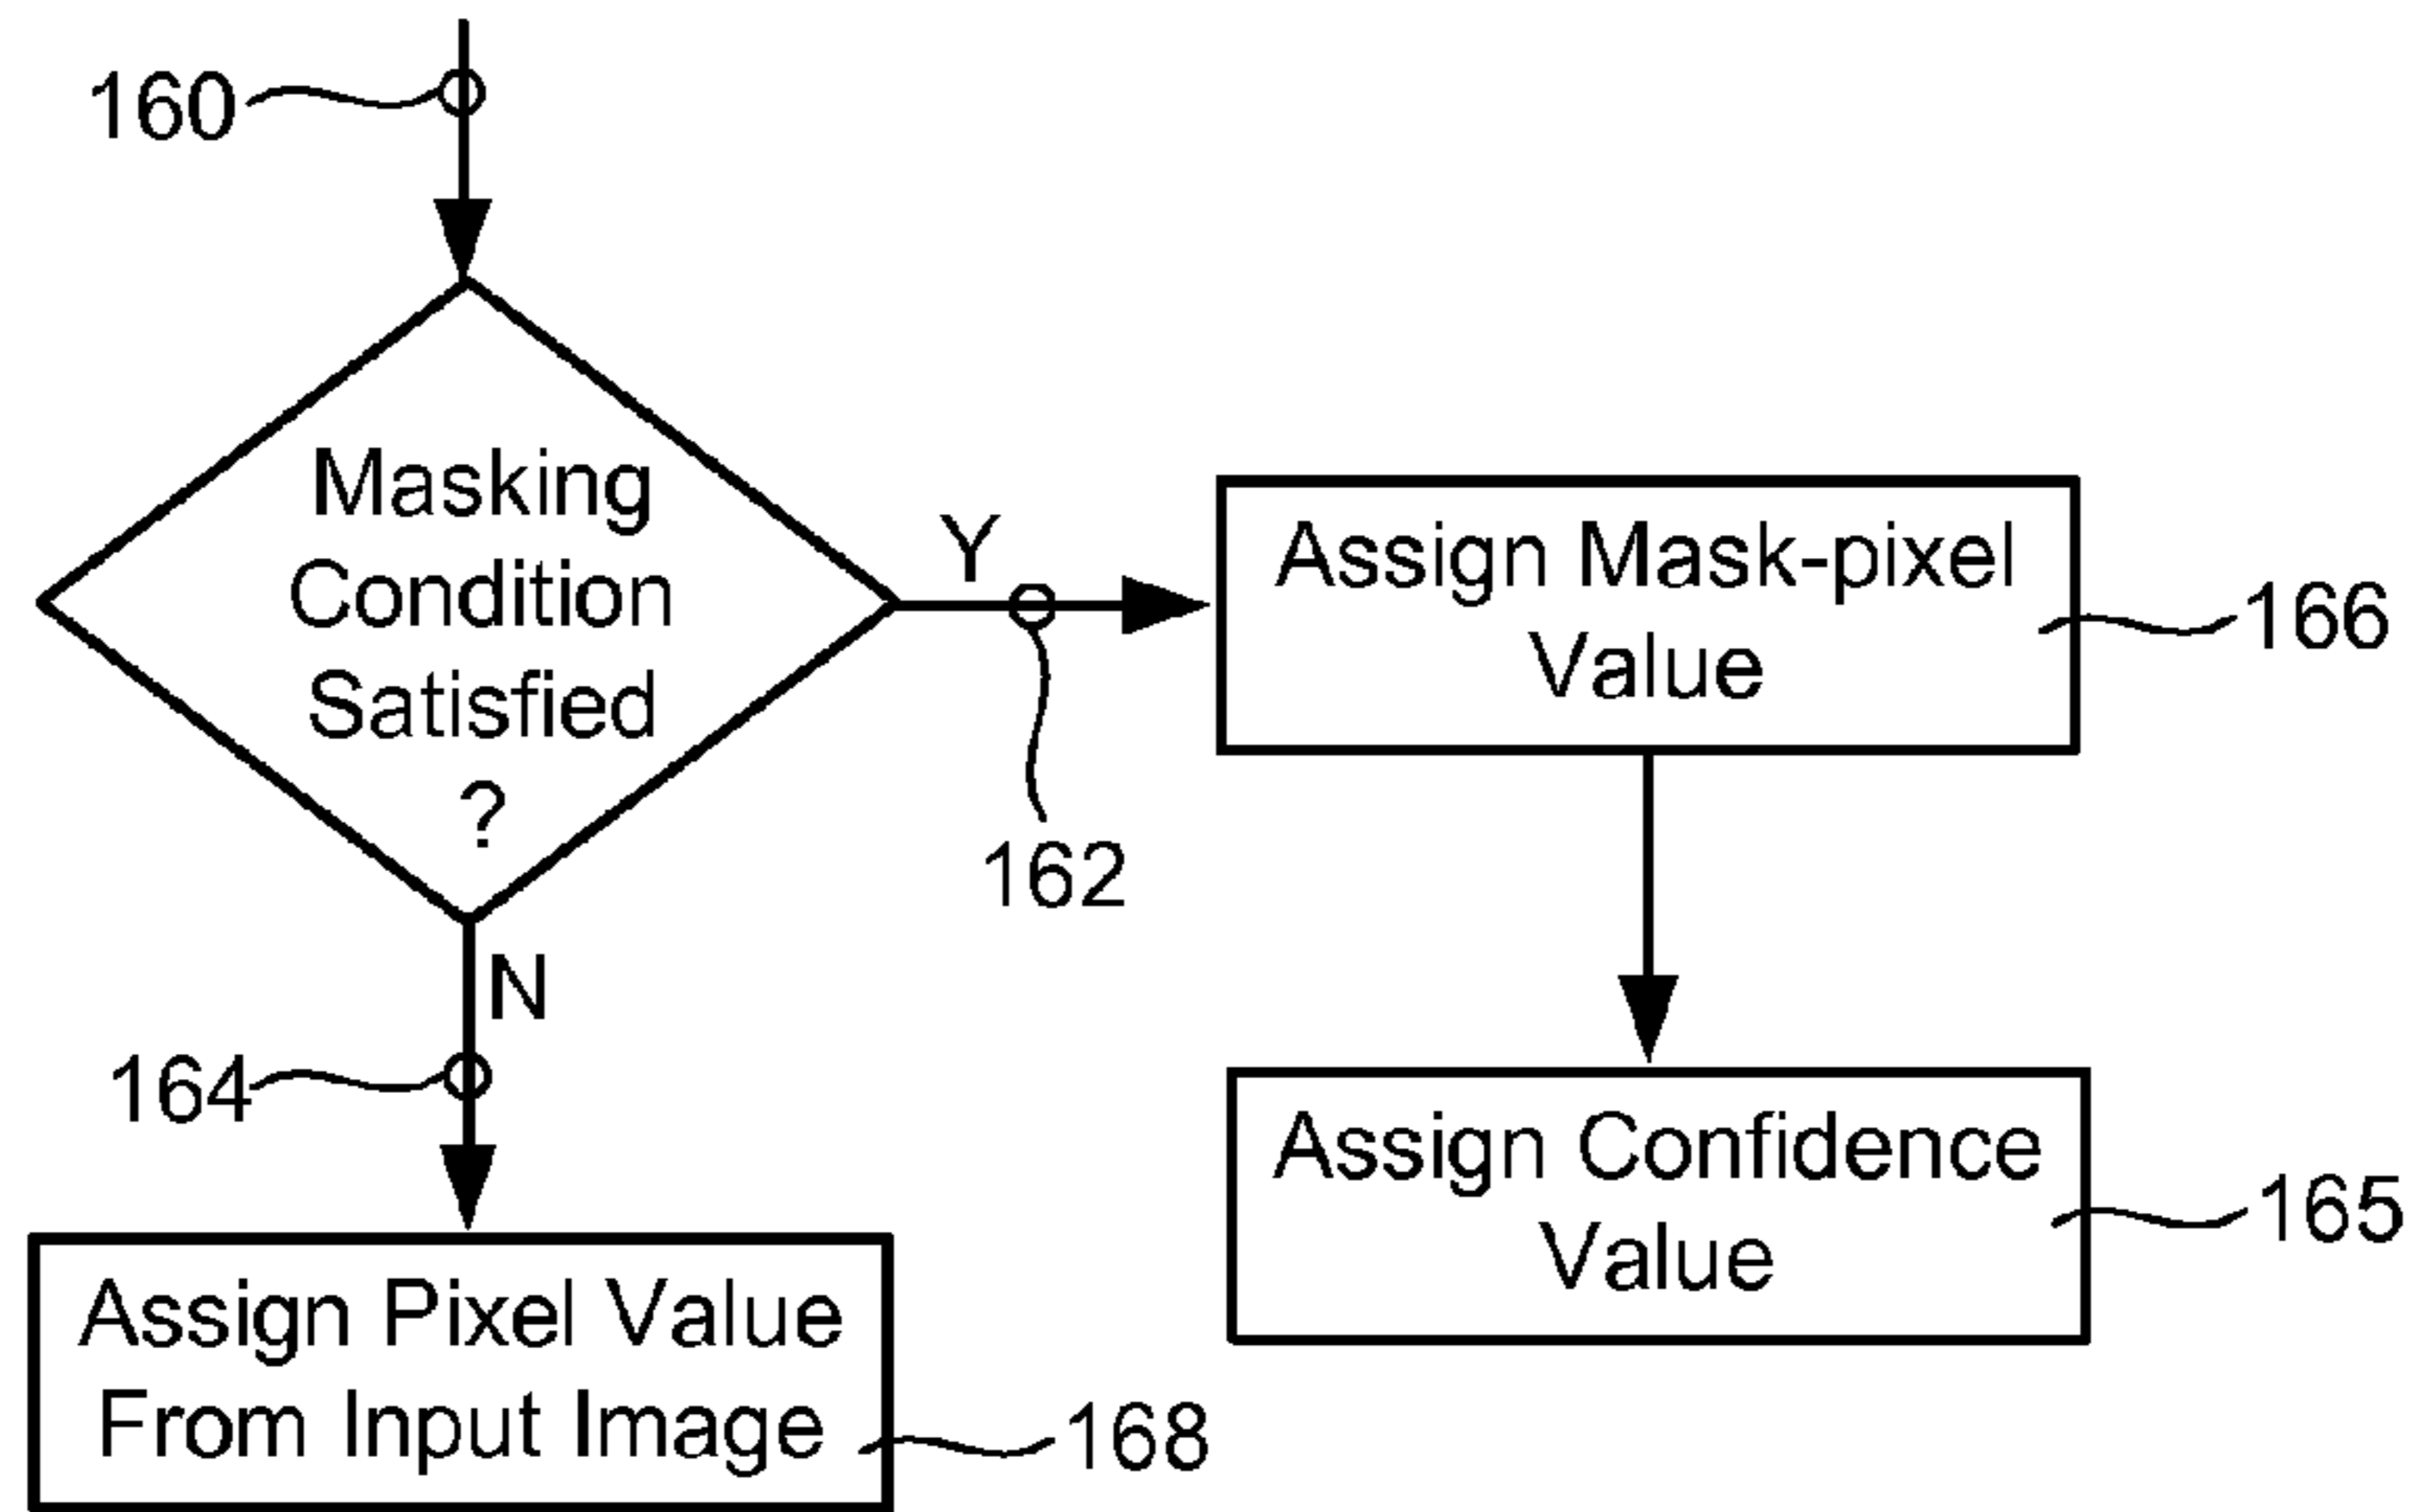 160
Masking
Condition
Satisfied
?
Y
162
Assign Mask-pixel
Value
166
N
164
Assign Confidence
Value
165
Assign Pixel Value
From Input Image
168